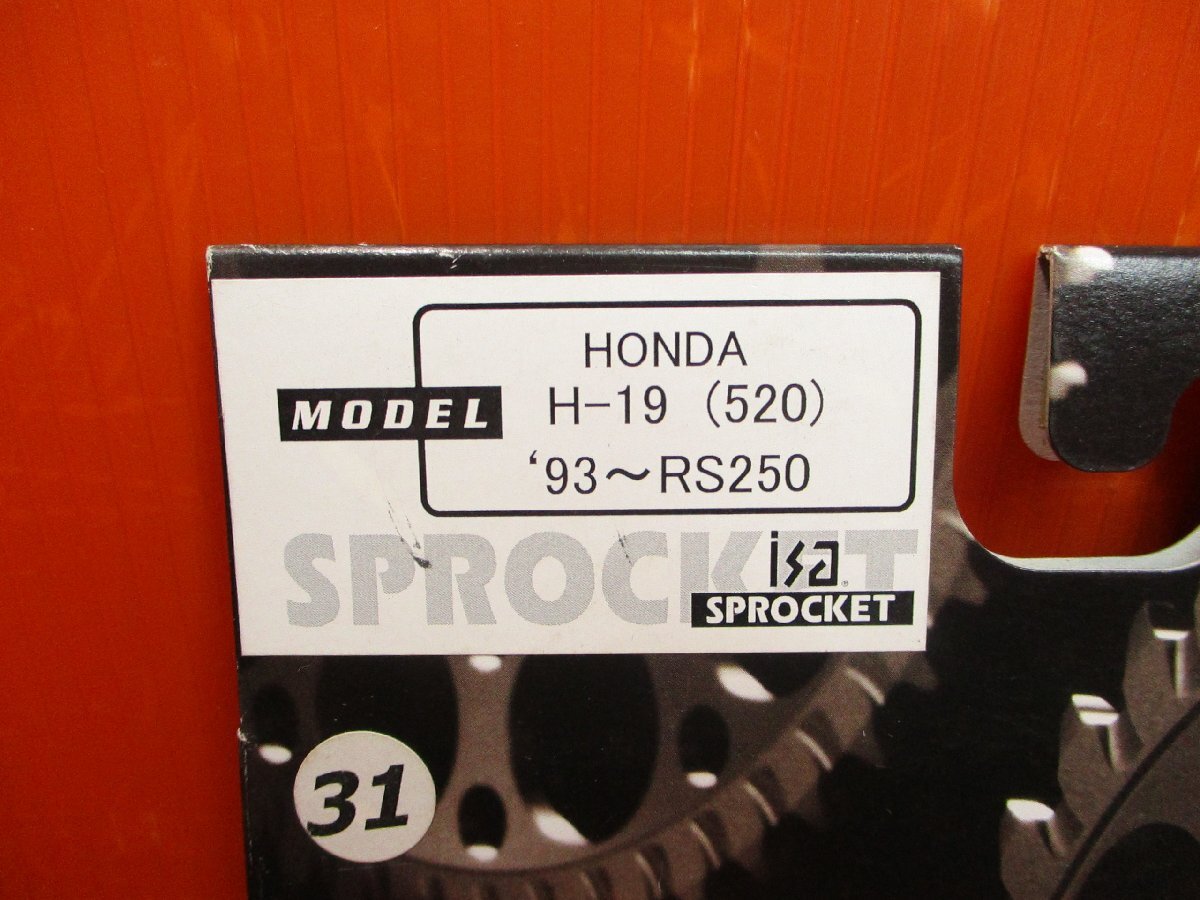 HONDA
MODEL H-19 (520)
‘93～RS250
SPROCKET
isa®
SPROCKET
31